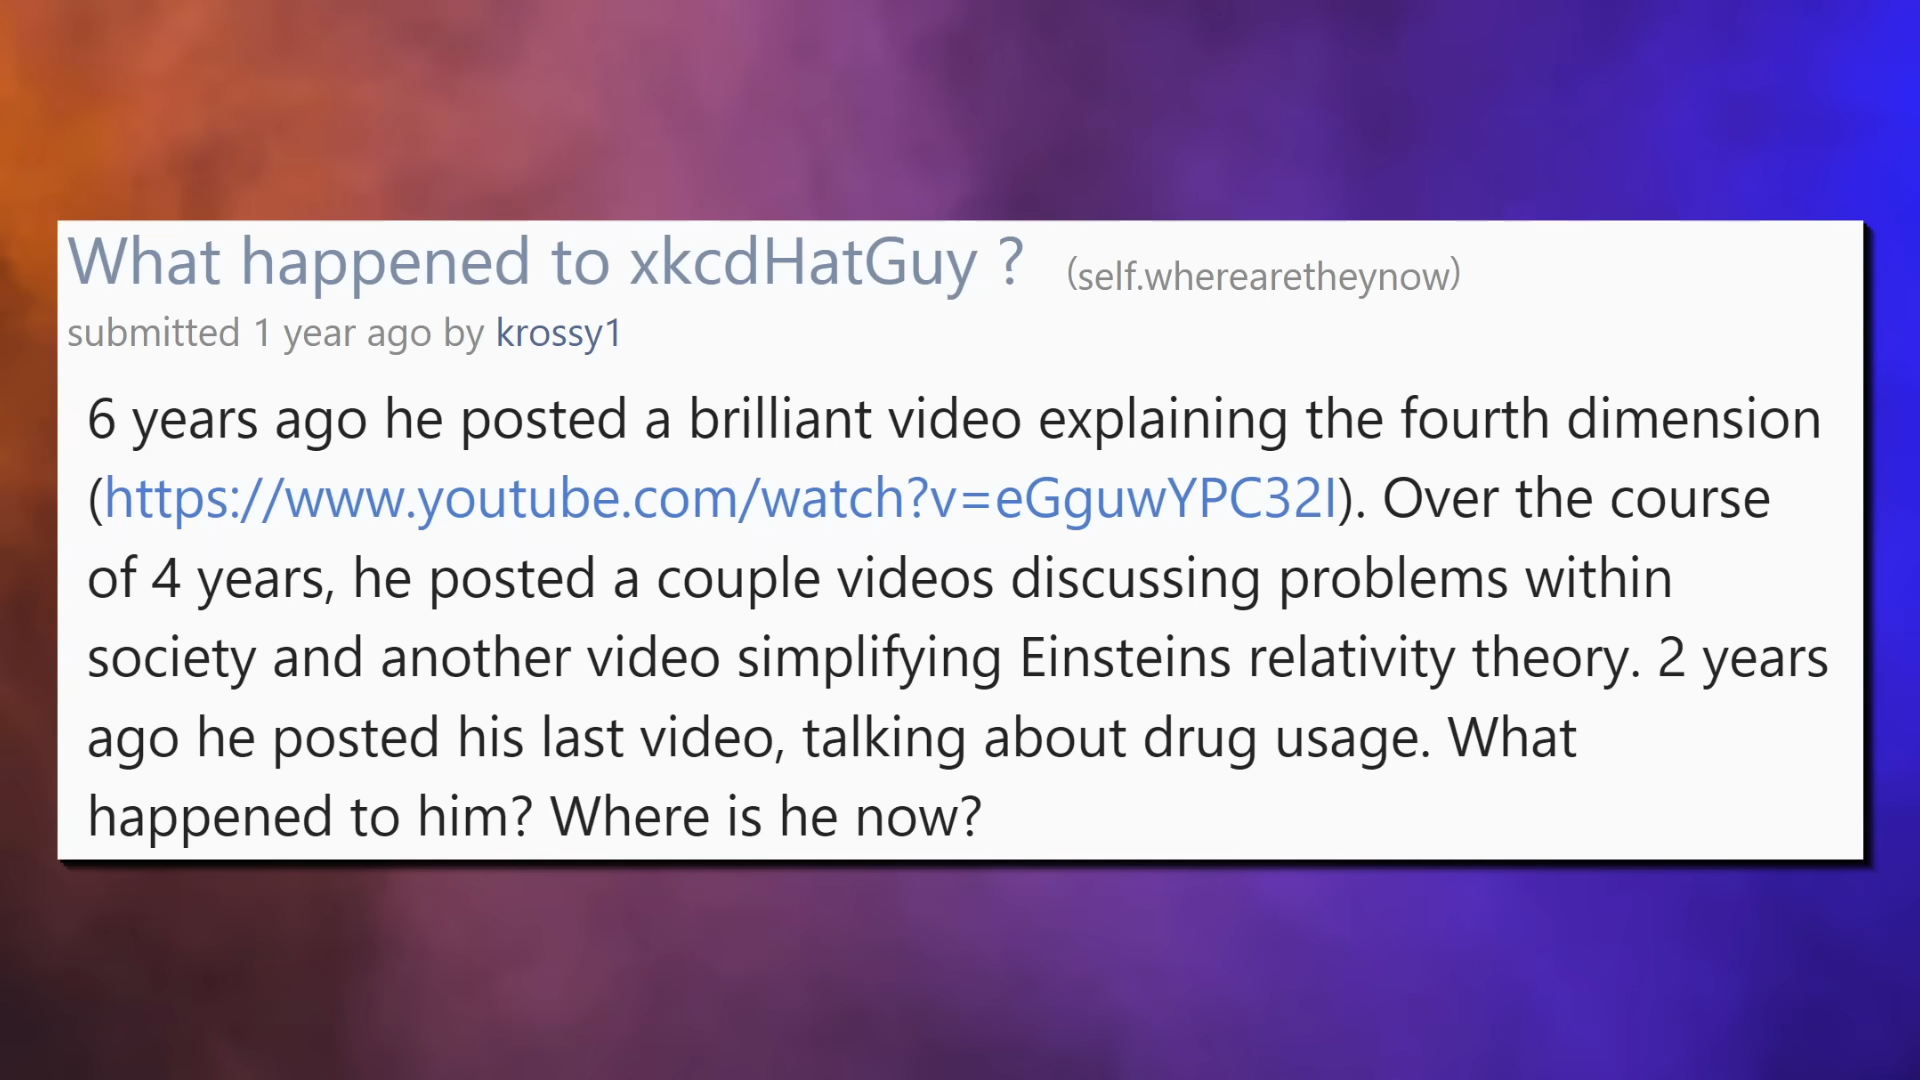 What happened to xkcdHatGuy ? (self.wherearetheynow)
submitted 1 year ago by krossy1
6 years ago he posted a brilliant video explaining the fourth dimension
(https://www.youtube.com/watch?v=eGguwYPC32I). Over the course
of 4 years, he posted a couple videos discussing problems within
society and another video simplifying Einsteins relativity theory. 2 years
ago he posted his last video, talking about drug usage. What
happened to him? Where is he now?